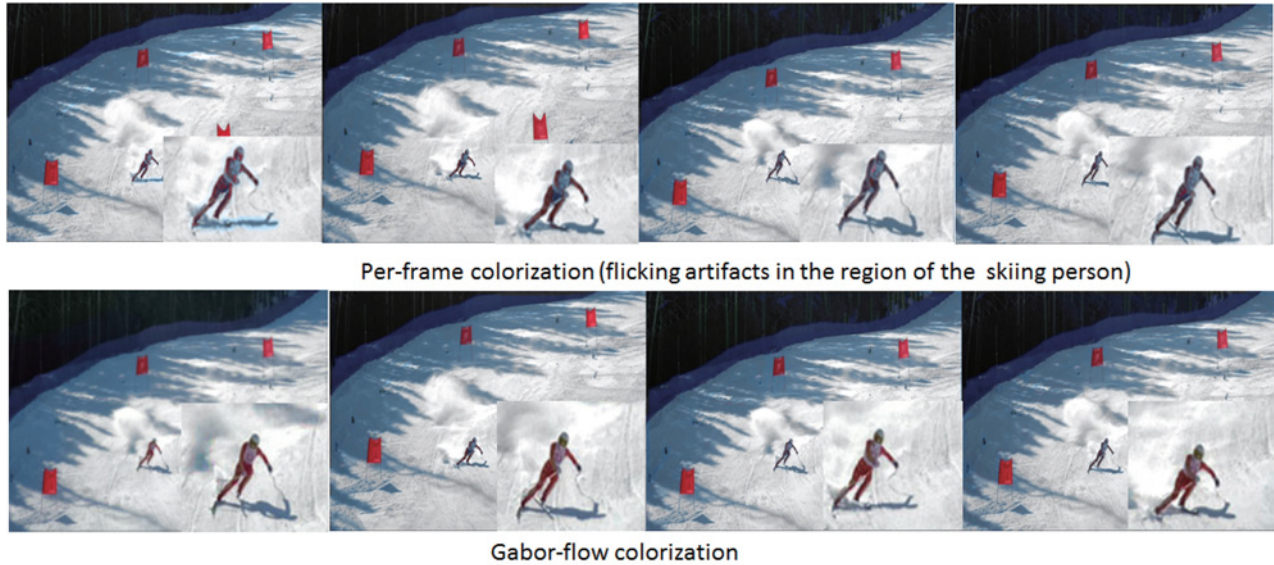 Per-frame colorization (flicking artifacts in the region of the skiing person)
Gabor-flow colorization